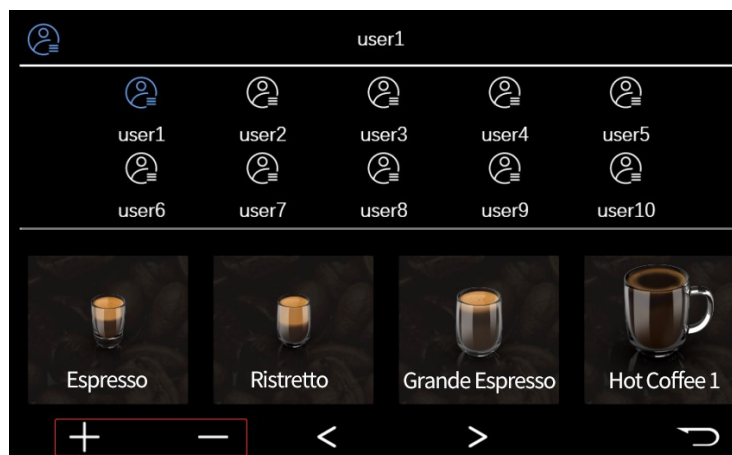 user1
user1 user2 user3 user4 user5
user6 user7 user8 user9 user10
Espresso Ristretto Grande Espresso Hot Coffee 1